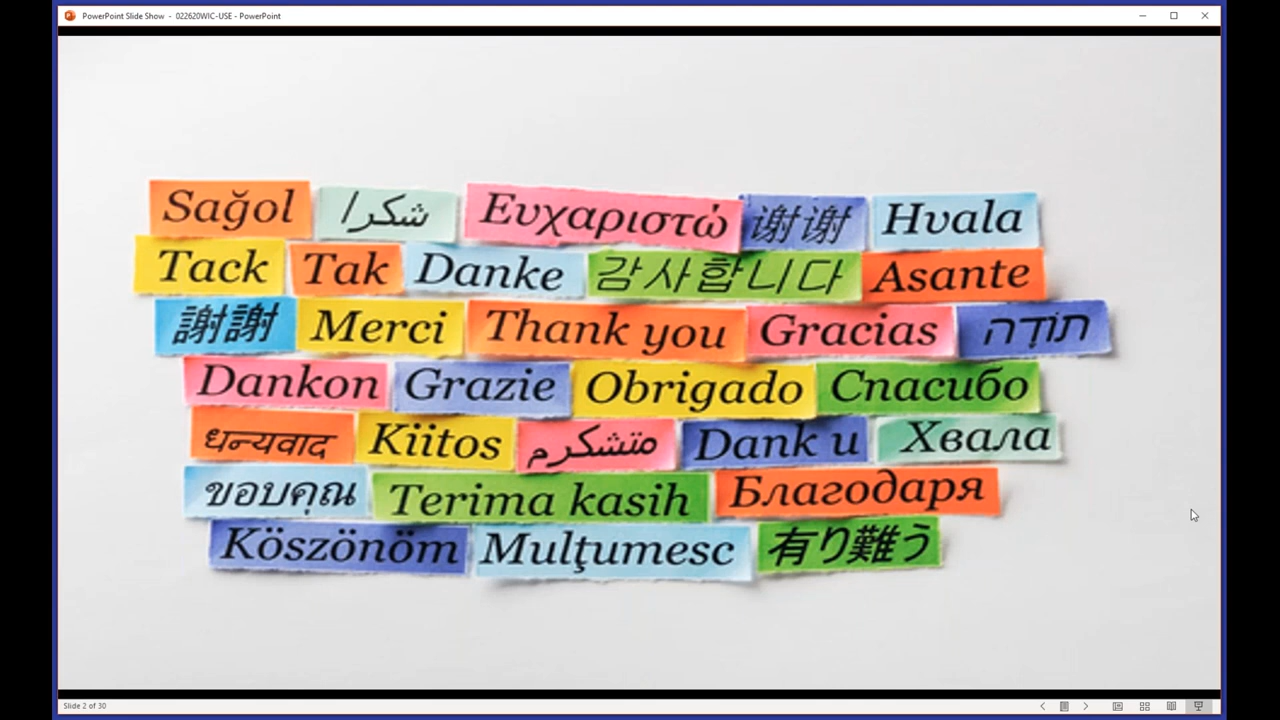 PowerPoint Slide Show - 022620WIC-USE - PowerPoint
Sağol شكرا Ευχαριστώ 谢谢 Hvala
Tack Tak Danke 감사합니다 Asante
謝謝 Merci Thank you Gracias תּוֹדָה
Dankon Grazie Obrigado Спасибо
धन्यवाद Kiitos متشکرم Dank u Хвала
ขอบคุณ Terima kasih Благодаря
Köszönöm Mulţumesc 有り難う
Slide 2 of 30